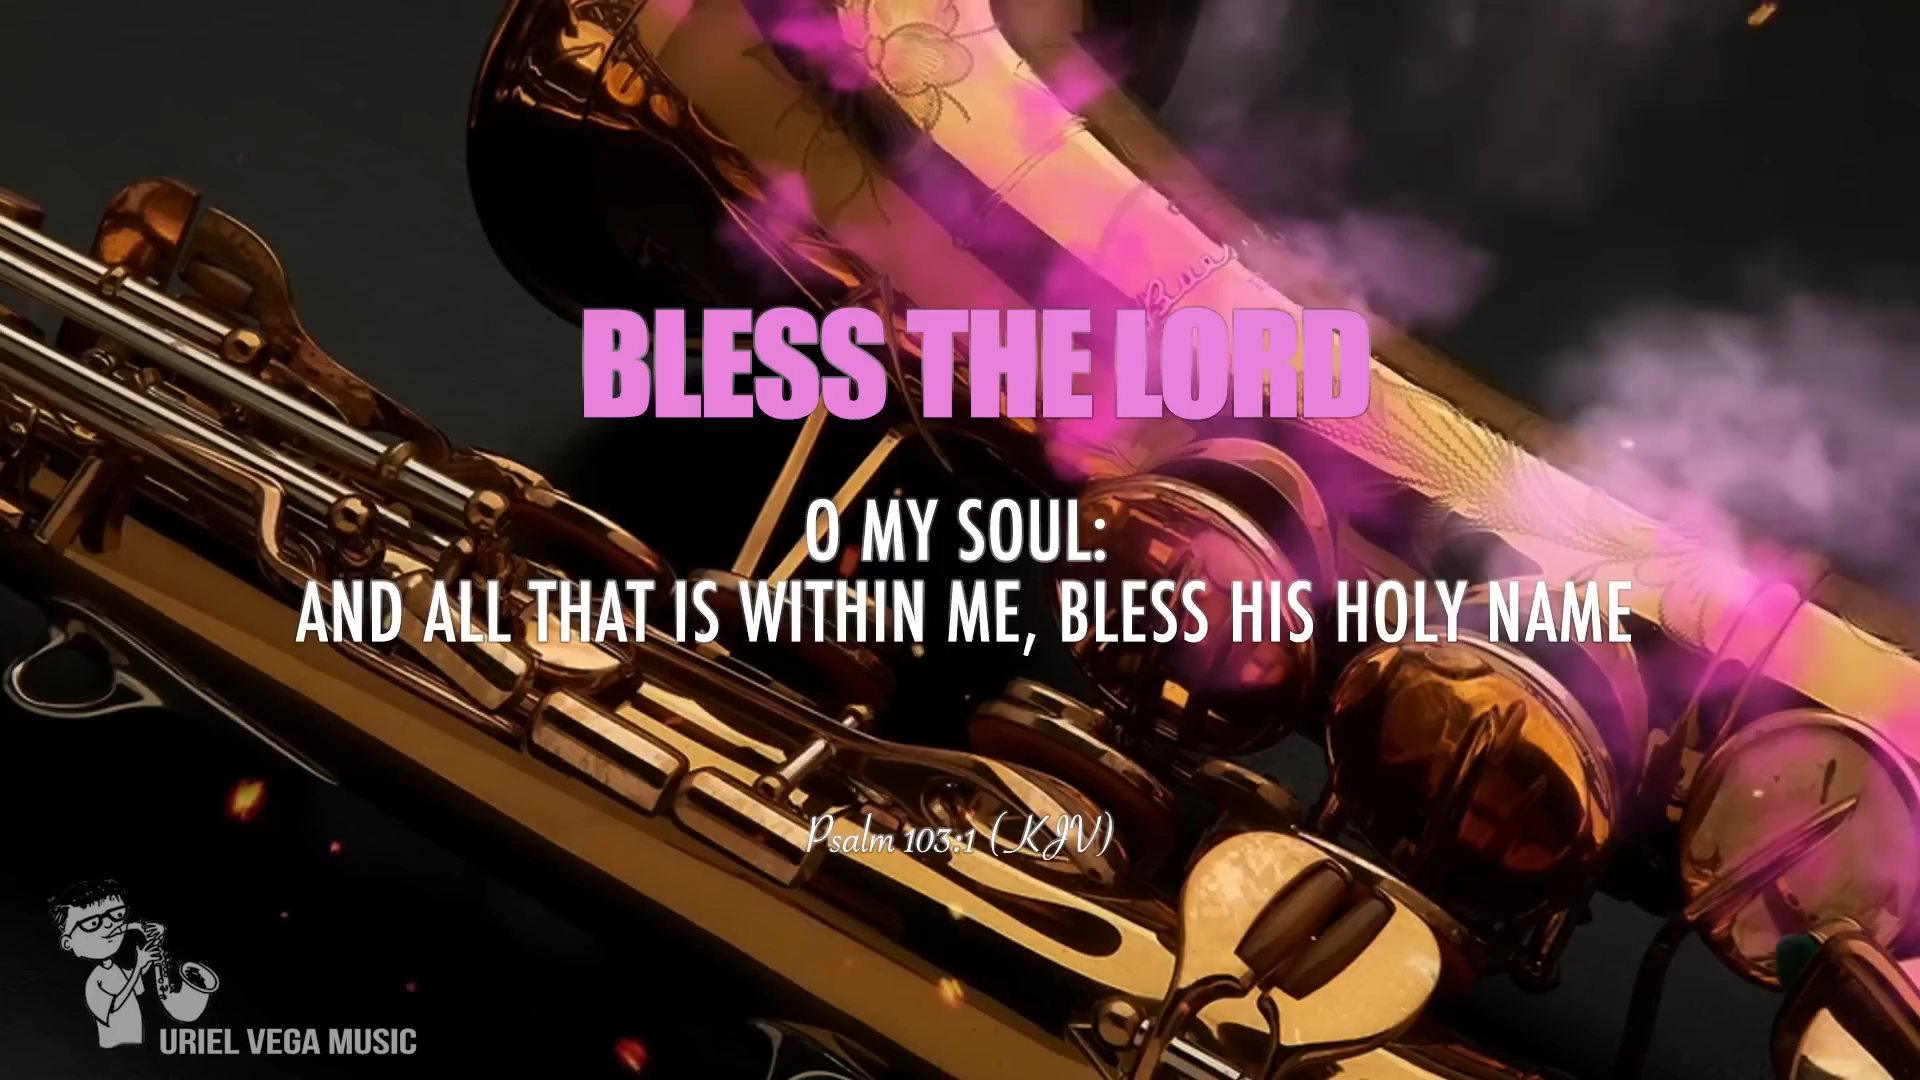 BLESS THE LORD
O MY SOUL:
AND ALL THAT IS WITHIN ME, BLESS HIS HOLY NAME
Psalm 103:1 (KJV)
URIEL VEGA MUSIC